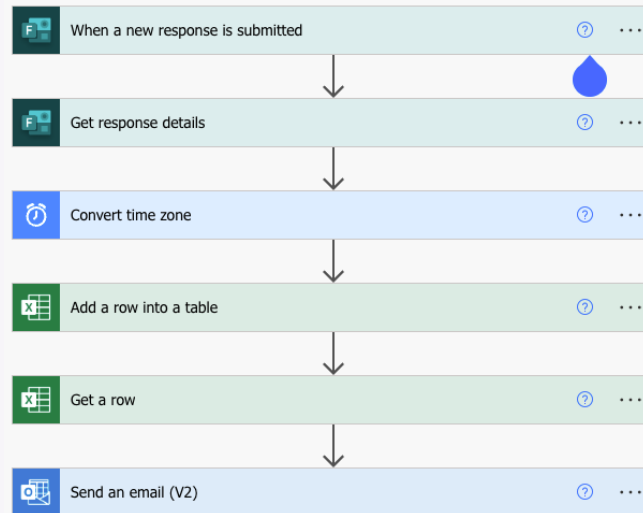 When a new response is submitted
Get response details
Convert time zone
Add a row into a table
Get a row
Send an email (V2)